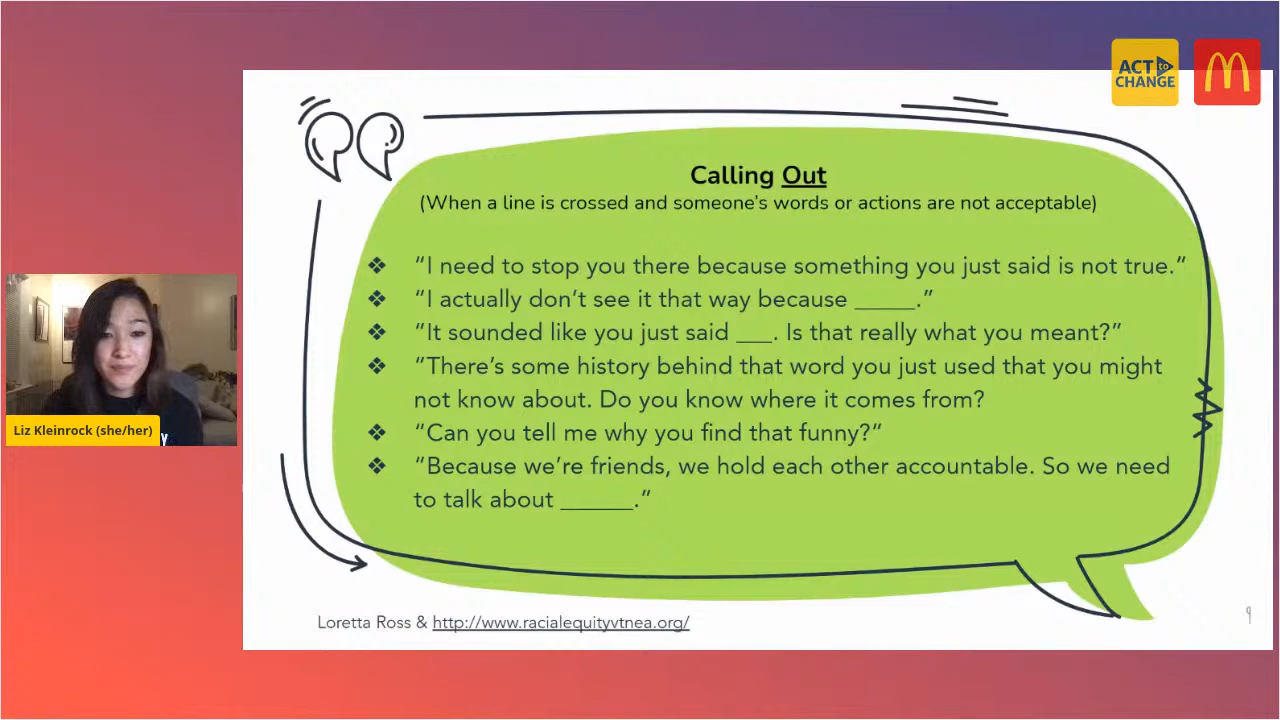 ACT to
CHANGE
Calling Out
(When a line is crossed and someone's words or actions are not acceptable)
❖ “I need to stop you there because something you just said is not true.”
❖ “I actually don't see it that way because _____.”
❖ “It sounded like you just said ___. Is that really what you meant?”
❖ “There's some history behind that word you just used that you might
not know about. Do you know where it comes from?
❖ “Can you tell me why you find that funny?”
❖ “Because we're friends, we hold each other accountable. So we need
to talk about ______.”
Liz Kleinrock (she/her)
Loretta Ross & http://www.racialequityvtnea.org/
9